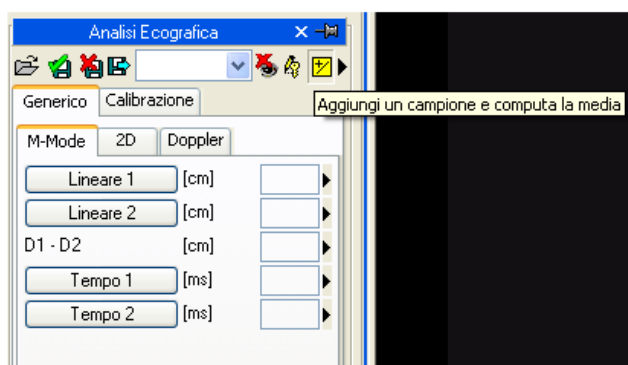 Analisi Ecografica
Generico Calibrazione
Aggiungi un campione e computa la media
M-Mode 2D Doppler
Lineare 1 [cm]
Lineare 2 [cm]
D1 - D2 [cm]
Tempo 1 [ms]
Tempo 2 [ms]